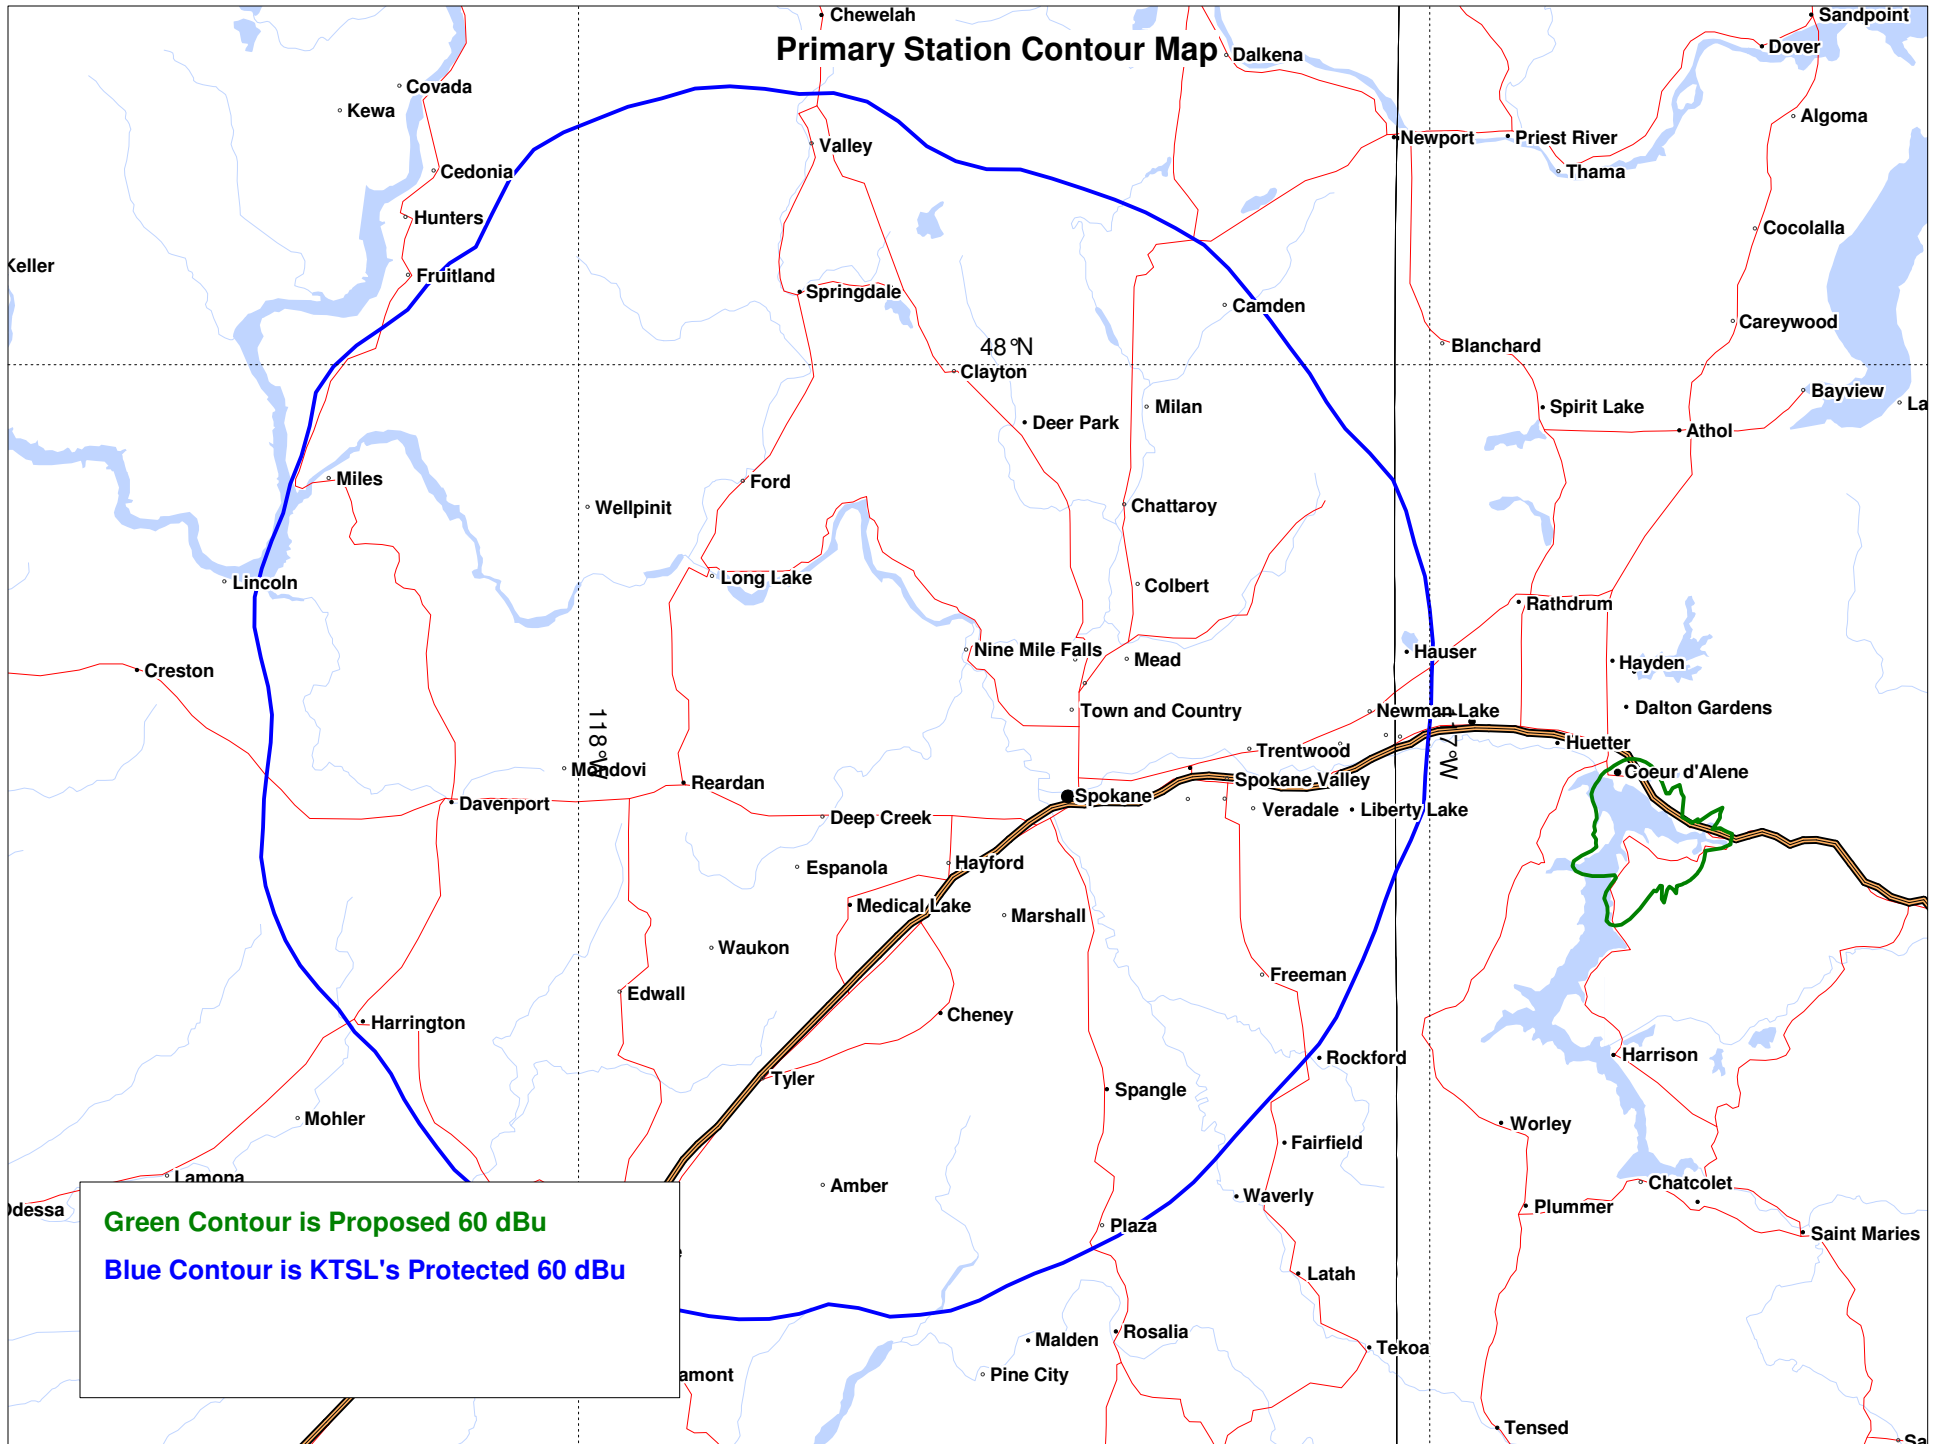 Chewelah
Sandpoint
Primary Station Contour Map
Dover
Dalkena
Covada
Kewa
Algoma
Newport
Priest River
Valley
Cedonia
Thama
Hunters
Cocolalla
Keller
Fruitland
Springdale
Camden
Careywood
48°N
Blanchard
Clayton
Bayview
La
Milan
Spirit Lake
Deer Park
Athol
Miles
Ford
Wellpinit
Chattaroy
Long Lake
Lincoln
Colbert
Rathdrum
Nine Mile Falls
Hauser
Mead
Hayden
Creston
Town and Country
Newman Lake
Dalton Gardens
118°W
117°W
Huetter
Trentwood
Mondovi
Coeur d'Alene
Reardan
Spokane Valley
Spokane
Davenport
Veradale
Liberty Lake
Deep Creek
Hayford
Espanola
Medical Lake
Marshall
Waukon
Freeman
Edwall
Cheney
Harrington
Harrison
Rockford
Tyler
Spangle
Mohler
Worley
Fairfield
Lamona
Chatcolet
Amber
Waverly
Plummer
Odessa
Green Contour is Proposed 60 dBu
Plaza
Saint Maries
Blue Contour is KTSL's Protected 60 dBu
Latah
Rosalia
Malden
Tekoa
amont
Pine City
Tensed
Sa